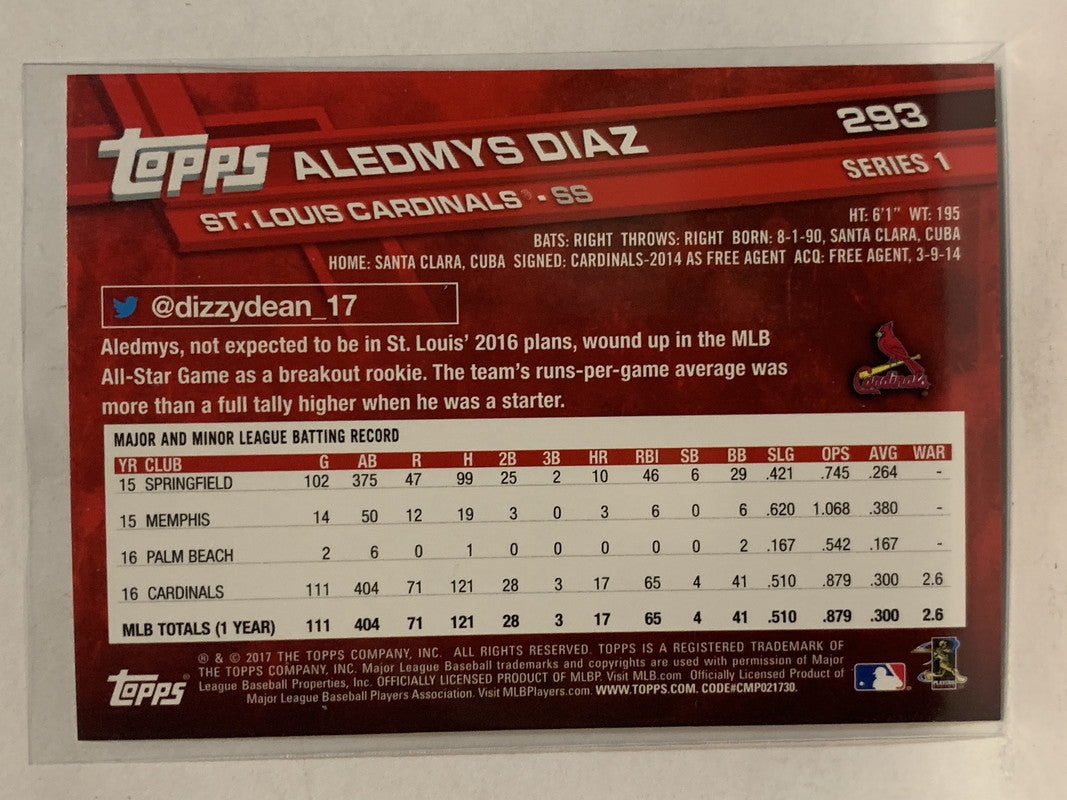 TOPPS ALEDMYS DIAZ 293
ST. LOUIS CARDINALS® • SS SERIES 1
HT: 6'1" WT: 195
BATS: RIGHT THROWS: RIGHT BORN: 8-1-90, SANTA CLARA, CUBA
HOME: SANTA CLARA, CUBA SIGNED: CARDINALS-2014 AS FREE AGENT ACQ: FREE AGENT, 3-9-14
@dizzydean_17
Aledmys, not expected to be in St. Louis' 2016 plans, wound up in the MLB
All-Star Game as a breakout rookie. The team's runs-per-game average was
more than a full tally higher when he was a starter.
Cardinals
MAJOR AND MINOR LEAGUE BATTING RECORD
YR CLUB G AB R H 2B 3B HR RBI SB BB SLG OPS AVG WAR
15 SPRINGFIELD 102 375 47 99 25 2 10 46 6 29 .421 .745 .264 -
15 MEMPHIS 14 50 12 19 3 0 3 6 0 6 .620 1.068 .380 -
16 PALM BEACH 2 6 0 1 0 0 0 0 0 2 .167 .542 .167 -
16 CARDINALS 111 404 71 121 28 3 17 65 4 41 .510 .879 .300 2.6
MLB TOTALS (1 YEAR) 111 404 71 121 28 3 17 65 4 41 .510 .879 .300 2.6
® & © 2017 THE TOPPS COMPANY, INC. ALL RIGHTS RESERVED. TOPPS IS A REGISTERED TRADEMARK OF
THE TOPPS COMPANY, INC. Major League Baseball trademarks and copyrights are used with permission of Major
League Baseball Properties, Inc. OFFICIALLY LICENSED PRODUCT OF MLBP. Visit MLB.com Officially Licensed Product of
Major League Baseball Players Association. Visit MLBPlayers.com. WWW.TOPPS.COM. CODE#CMP021730.
TOPPS®